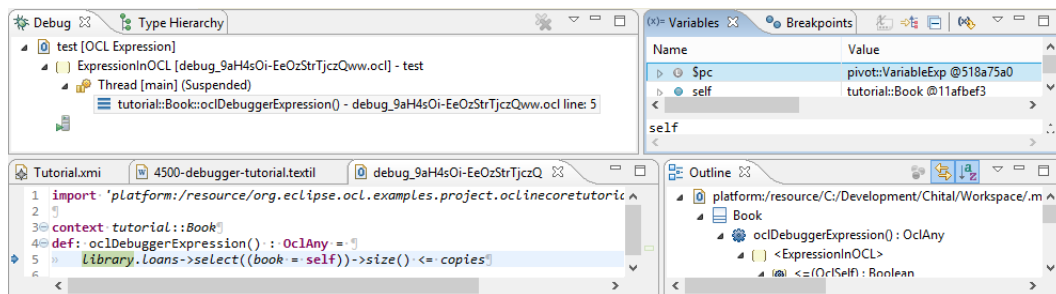 Debug
Type Hierarchy
test [OCL Expression]
ExpressionInOCL [debug_9aH4sOi-EeOzStrTjczQww.ocl] - test
Thread [main] (Suspended)
tutorial::Book::oclDebuggerExpression() - debug_9aH4sOi-EeOzStrTjczQww.ocl line: 5
(x)= Variables
Breakpoints
Name Value
$pc pivot::VariableExp @518a75a0
self tutorial::Book @11afbef3
self
Tutorial.xmi
4500-debugger-tutorial.textil
debug_9aH4sOi-EeOzStrTjczQ
1 import 'platform:/resource/org.eclipse.ocl.examples.project.oclinecoretutoric
2 ¶
3 context·tutorial::Book¶
4 def:·oclDebuggerExpression()·:·OclAny·=·¶
5 » library.loans->select((book·=·self))->size()·<=·copies¶
6
Outline
platform:/resource/C:/Development/Chital/Workspace/.m
Book
oclDebuggerExpression() : OclAny
<ExpressionInOCL>
<=(OclSelf) : Boolean